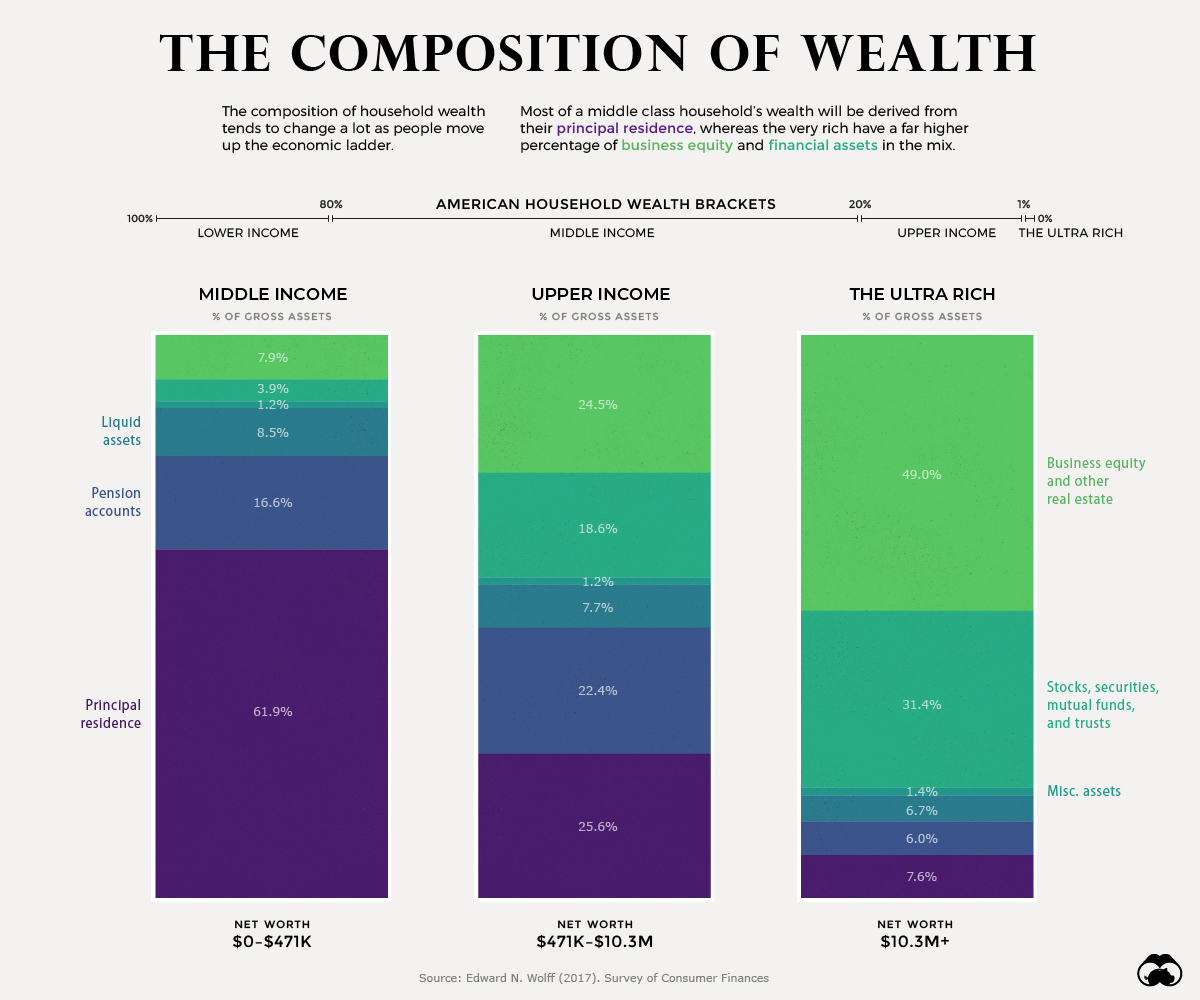 THE COMPOSITION OF WEALTH
The composition of household wealth
tends to change a lot as people move
up the economic ladder.
Most of a middle class household's wealth will be derived from
their principal residence, whereas the very rich have a far higher
percentage of business equity and financial assets in the mix.
AMERICAN HOUSEHOLD WEALTH BRACKETS
100%
80%
20%
1%
0%
LOWER INCOME
MIDDLE INCOME
UPPER INCOME
THE ULTRA RICH
MIDDLE INCOME
% OF GROSS ASSETS
7.9%
3.9%
1.2%
8.5%
16.6%
61.9%
Liquid
assets
Pension
accounts
Principal
residence
NET WORTH
$0–$471K
UPPER INCOME
% OF GROSS ASSETS
24.5%
18.6%
1.2%
7.7%
22.4%
25.6%
NET WORTH
$471K–$10.3M
THE ULTRA RICH
% OF GROSS ASSETS
49.0%
31.4%
1.4%
6.7%
6.0%
7.6%
Business equity
and other
real estate
Stocks, securities,
mutual funds,
and trusts
Misc. assets
NET WORTH
$10.3M+
Source: Edward N. Wolff (2017). Survey of Consumer Finances